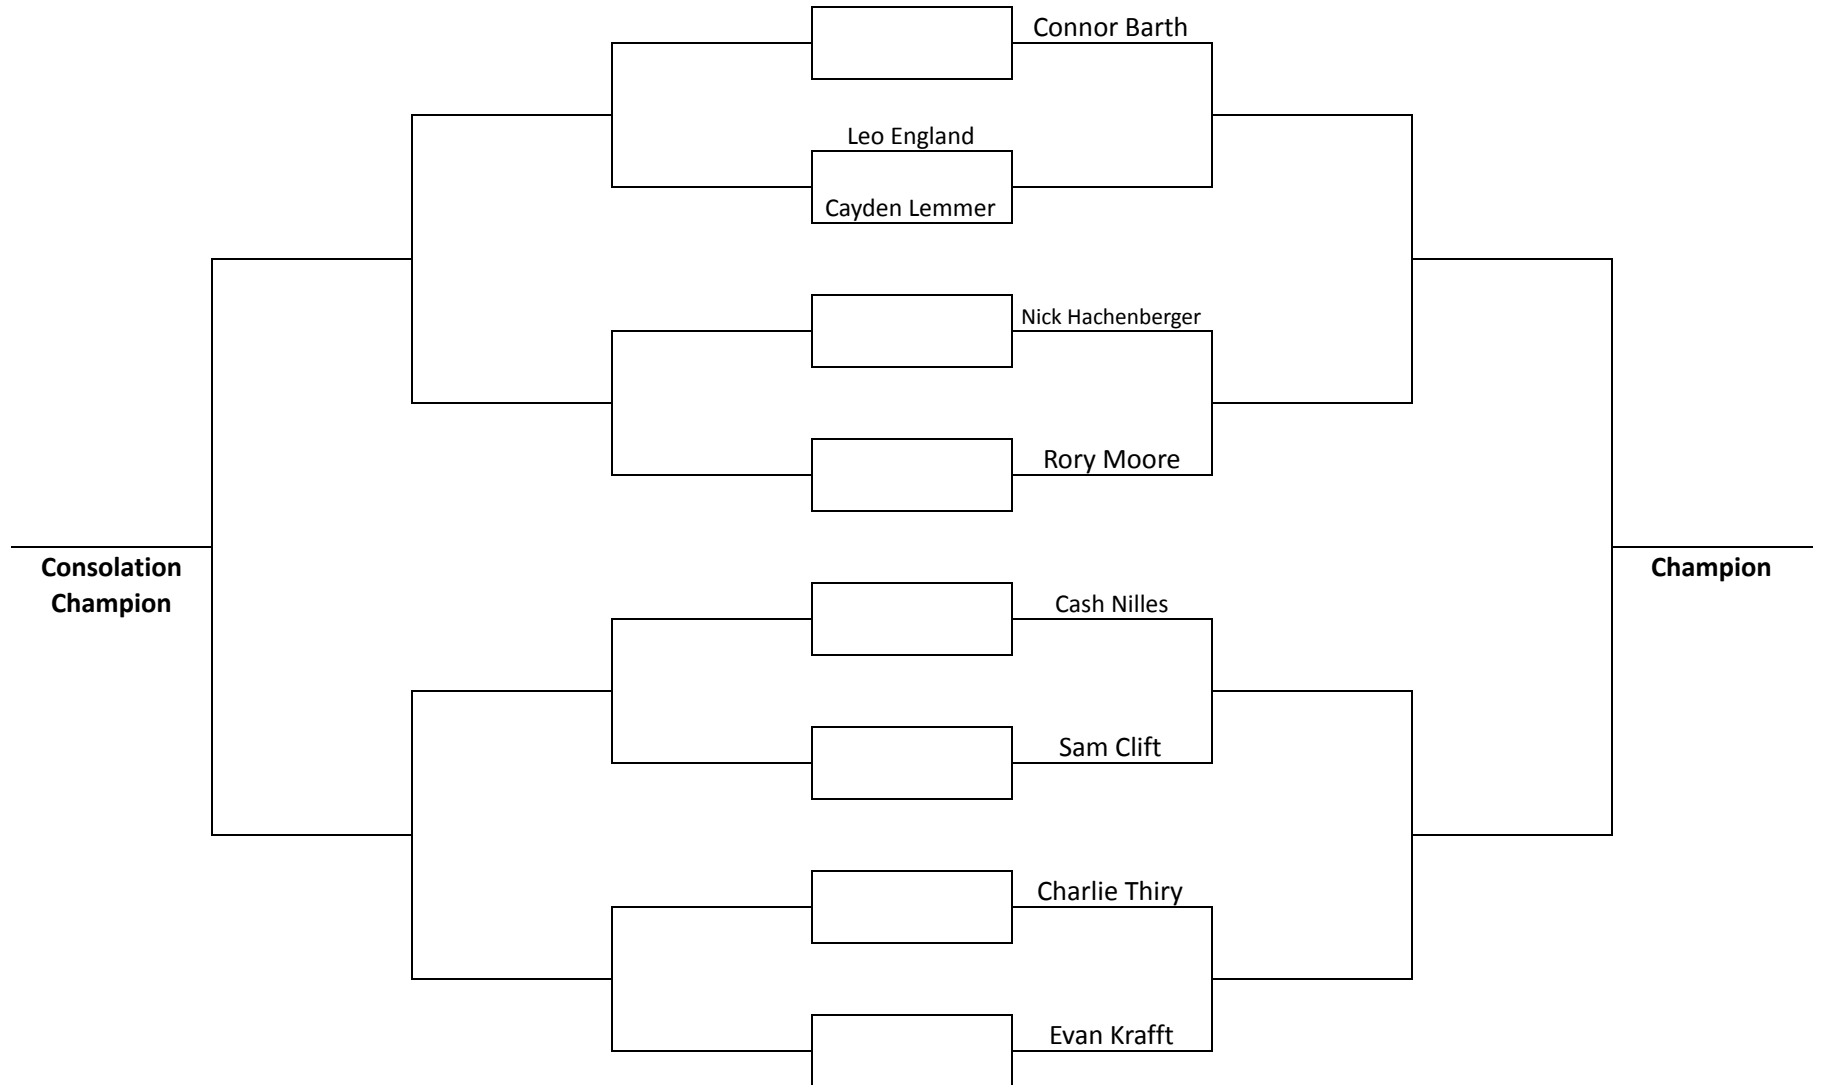 Connor Barth
Leo England
Cayden Lemmer
Nick Hachenberger
Rory Moore
Consolation
Champion
Champion
Cash Nilles
Sam Clift
Charlie Thiry
Evan Krafft